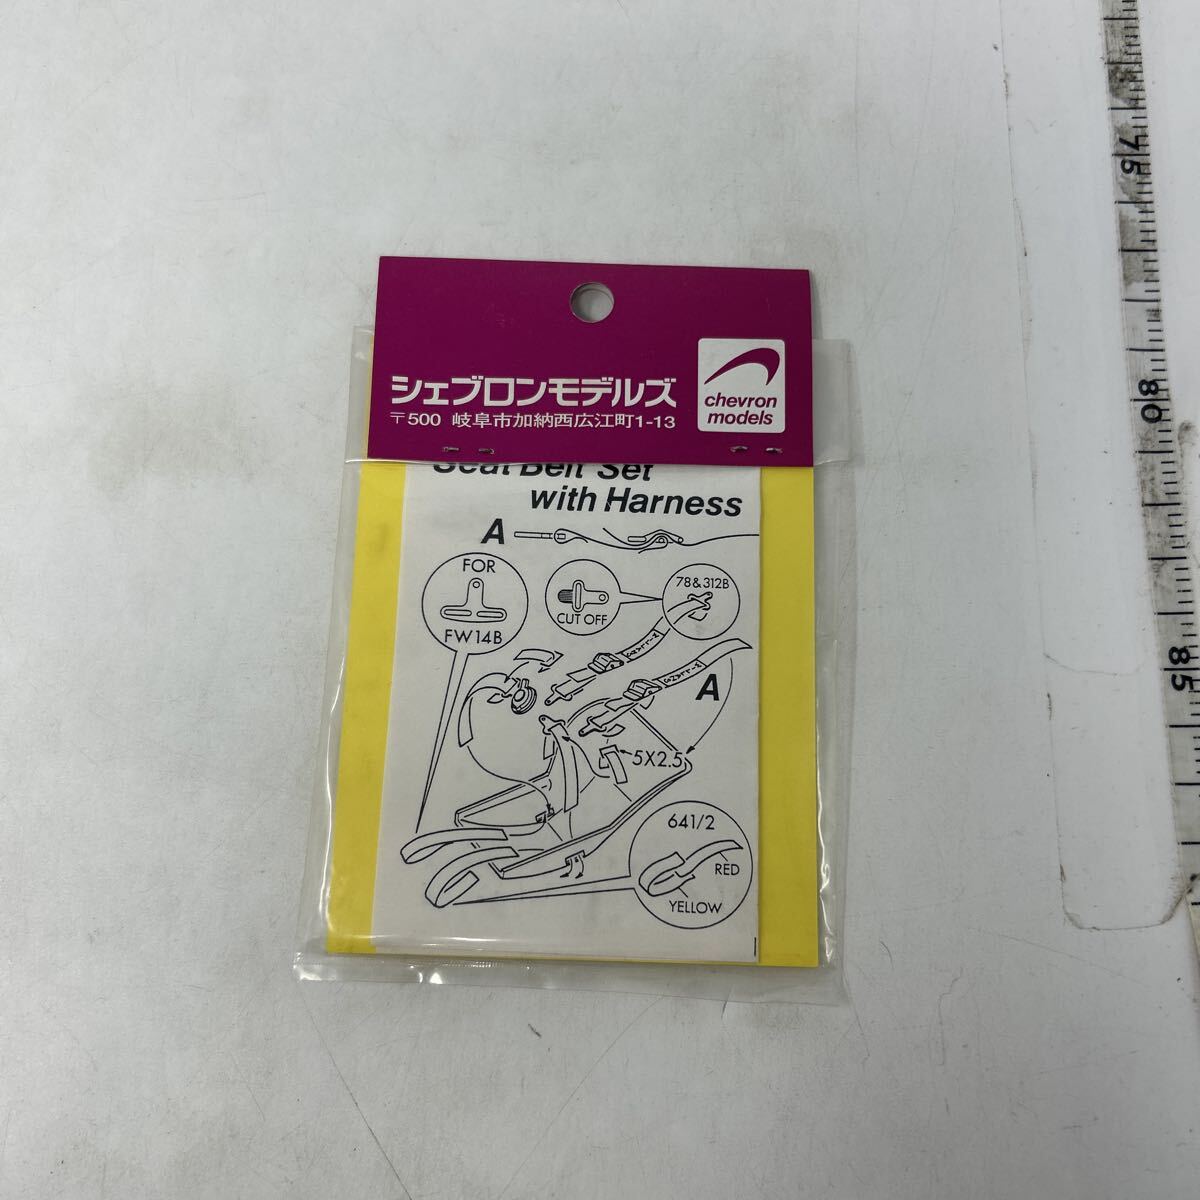 シェブロンモデルズ
〒500 岐阜市加納西広江町1-13
chevron
models
Seat Belt Set
with Harness
A
FOR
FW14B
CUT OFF
78&312B
A
5X2.5
641/2
RED
YELLOW
75
80
85